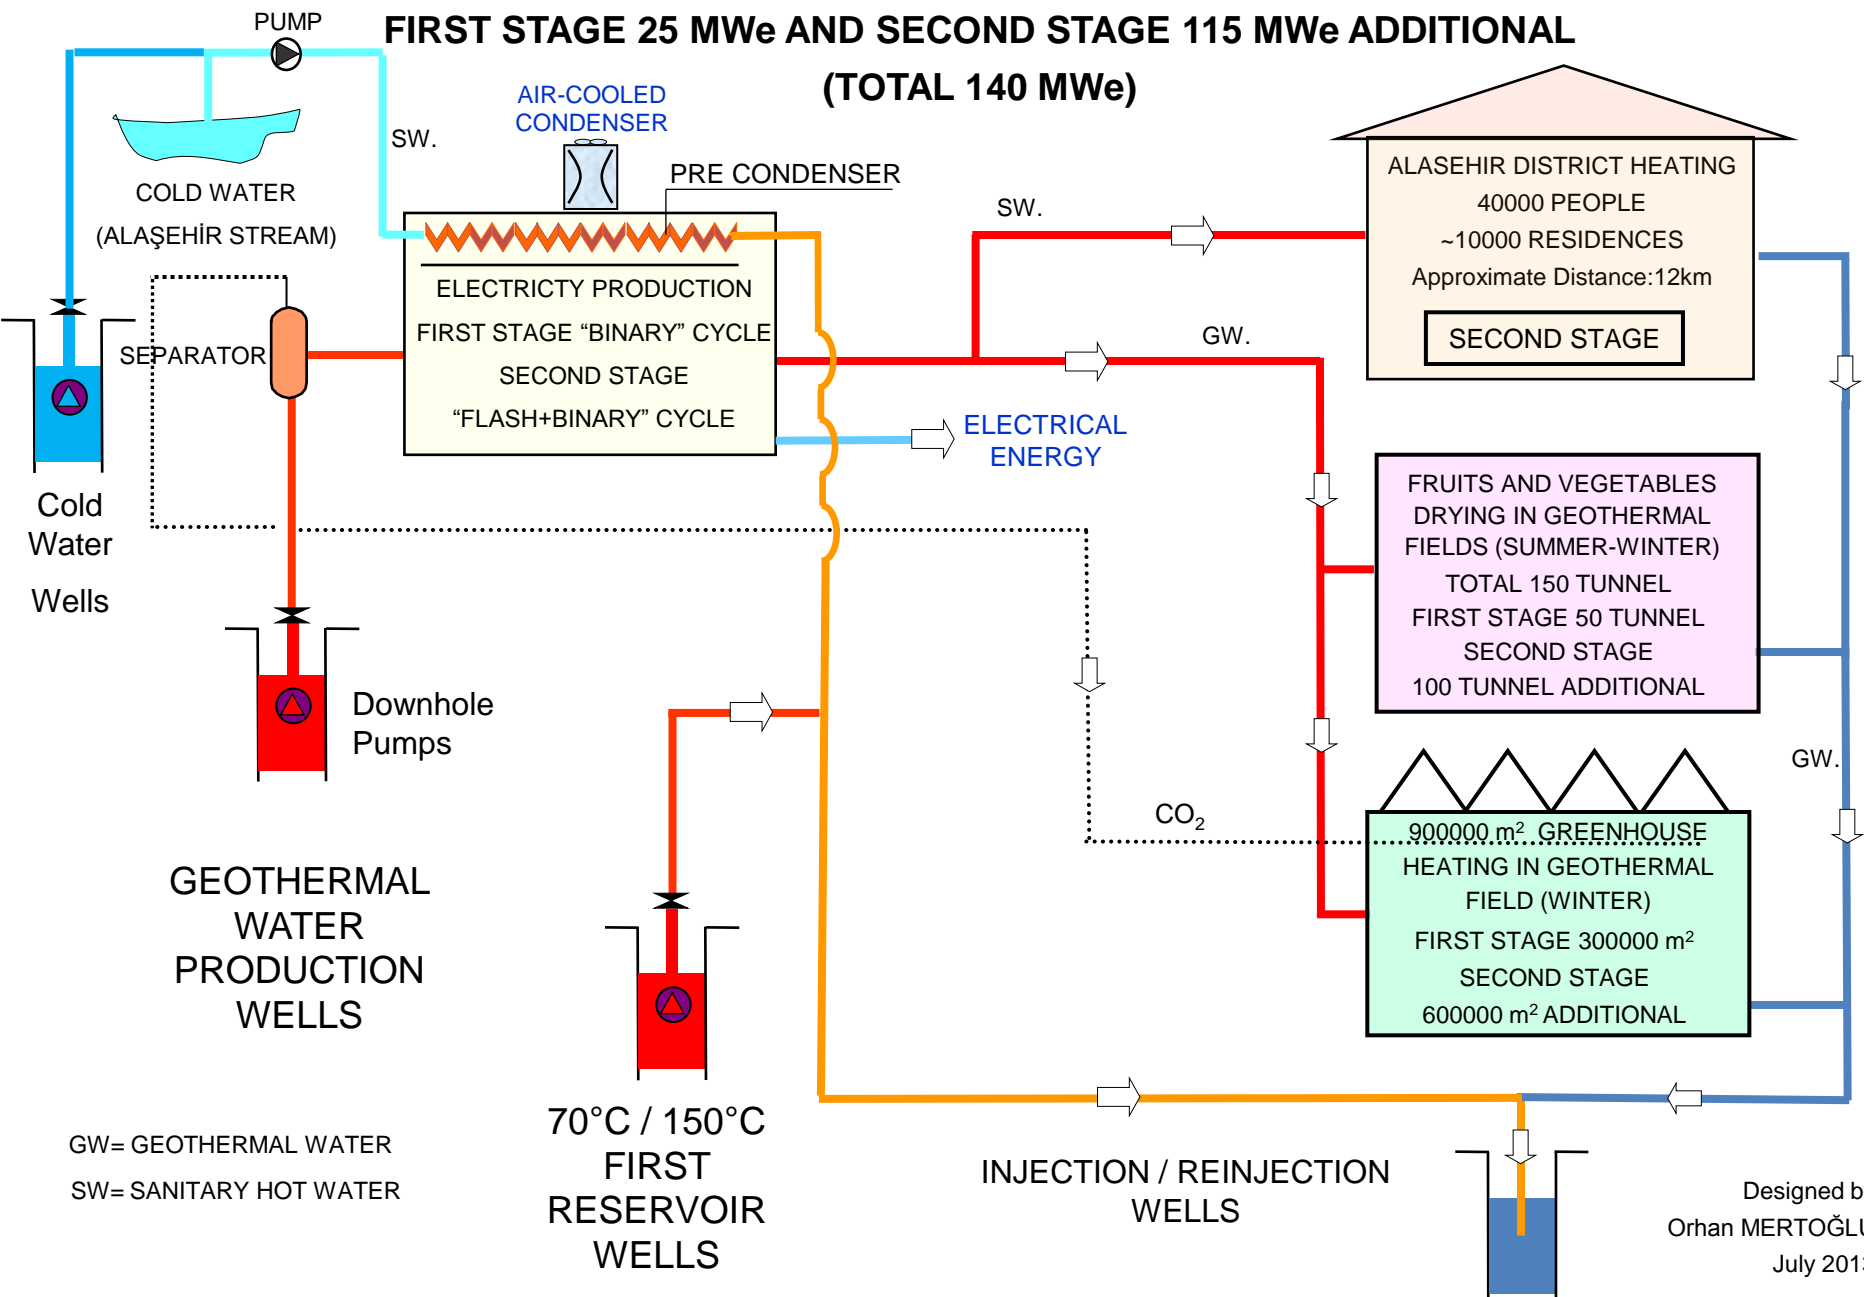 FIRST STAGE 25 MWe AND SECOND STAGE 115 MWe ADDITIONAL
(TOTAL 140 MWe)
PUMP
SW.
AIR-COOLED
CONDENSER
PRE CONDENSER
COLD WATER
(ALAŞEHİR STREAM)
SEPARATOR
ELECTRICTY PRODUCTION
FIRST STAGE “BINARY” CYCLE
SECOND STAGE
“FLASH+BINARY” CYCLE
SW.
GW.
ELECTRICAL
ENERGY
ALASEHIR DISTRICT HEATING
40000 PEOPLE
~10000 RESIDENCES
Approximate Distance:12km
SECOND STAGE
Cold
Water
Wells
Downhole
Pumps
FRUITS AND VEGETABLES
DRYING IN GEOTHERMAL
FIELDS (SUMMER-WINTER)
TOTAL 150 TUNNEL
FIRST STAGE 50 TUNNEL
SECOND STAGE
100 TUNNEL ADDITIONAL
GW.
CO₂
900000 m² GREENHOUSE
HEATING IN GEOTHERMAL
FIELD (WINTER)
FIRST STAGE 300000 m²
SECOND STAGE
600000 m² ADDITIONAL
GEOTHERMAL
WATER
PRODUCTION
WELLS
70°C / 150°C
FIRST
RESERVOIR
WELLS
GW= GEOTHERMAL WATER
SW= SANITARY HOT WATER
INJECTION / REINJECTION
WELLS
Designed b
Orhan MERTOĞLU
July 201